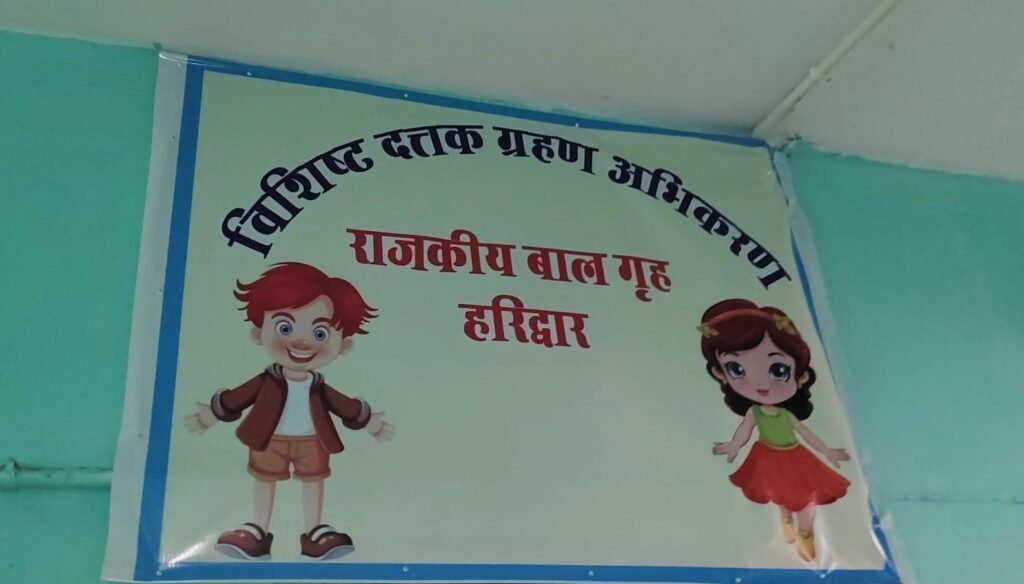 विशिष्ट दत्तक ग्रहण अभिकरण
राजकीय बाल गृह
हरिद्वार